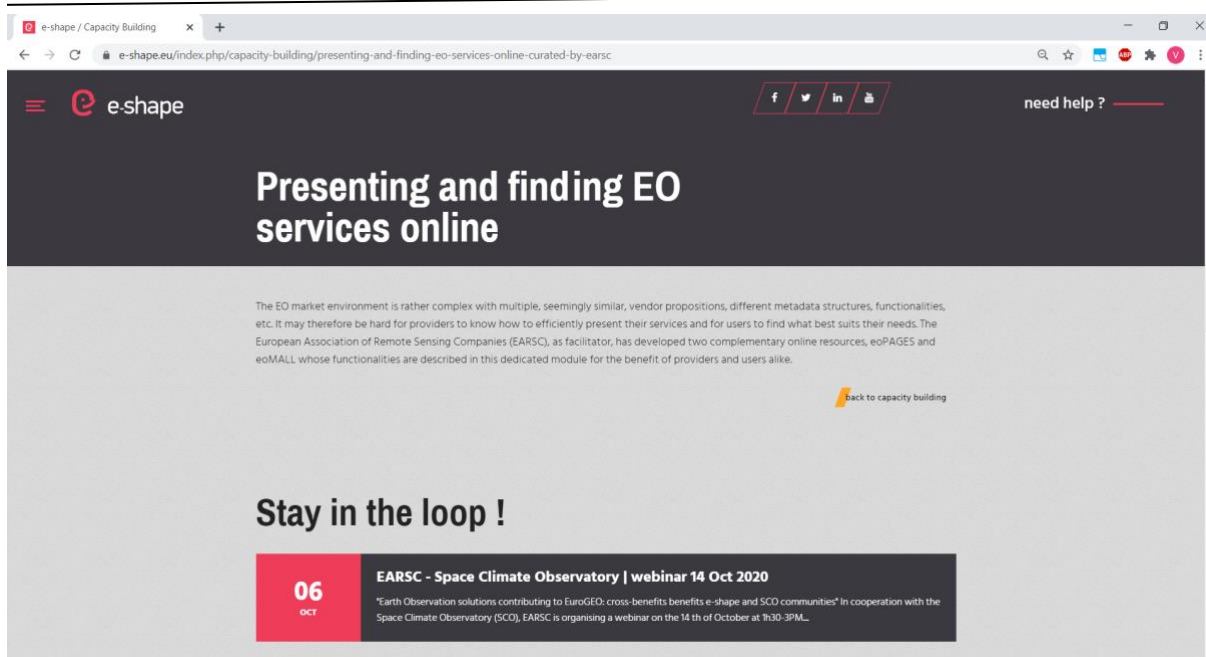 e-shape / Capacity Building
e-shape.eu/index.php/capacity-building/presenting-and-finding-eo-services-online-curated-by-earsc
ABP
V
e-shape
need help ?
Presenting and finding EO
services online
The EO market environment is rather complex with multiple, seemingly similar, vendor propositions, different metadata structures, functionalities,
etc. It may therefore be hard for providers to know how to efficiently present their services and for users to find what best suits their needs. The
European Association of Remote Sensing Companies (EARSC), as facilitator, has developed two complementary online resources, eoPAGES and
eoMALL whose functionalities are described in this dedicated module for the benefit of providers and users alike.
back to capacity building
Stay in the loop !
06
OCT
EARSC - Space Climate Observatory | webinar 14 Oct 2020
"Earth Observation solutions contributing to EuroGEO: cross-benefits benefits e-shape and SCO communities" In cooperation with the
Space Climate Observatory (SCO), EARSC is organising a webinar on the 14 th of October at 1h30-3PM...